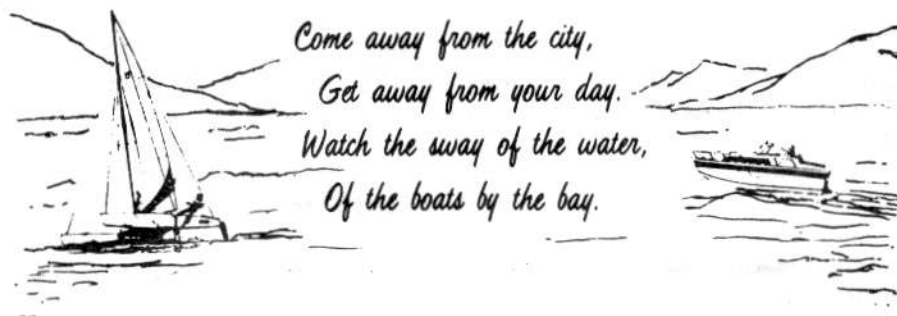 Come away from the city,
Get away from your day.
Watch the sway of the water,
Of the boats by the bay.